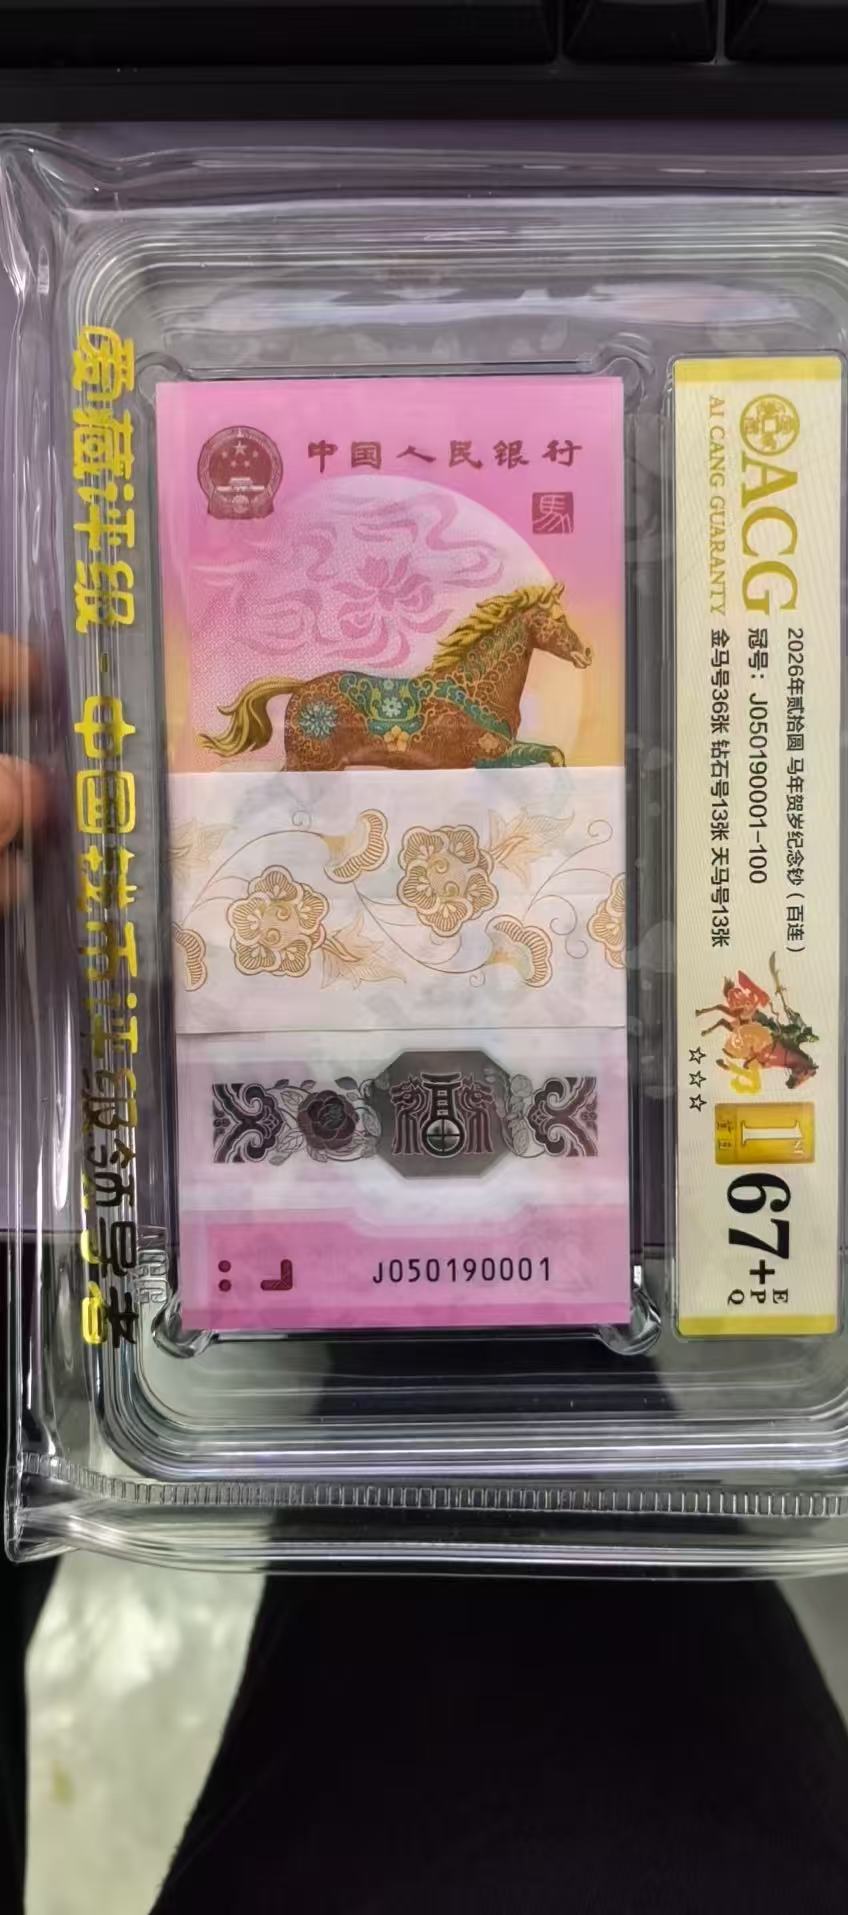 爱藏评级 - 中国钱币评级领导者
中国人民银行
馬
J050190001
ACG
AI CANG GUARANTY
2026年贰拾圆 马年贺岁纪念钞（百连）
冠号：J050190001-100
金马号36张 钻石号13张 天马号13张
☆☆☆
1ST
67+
EPQ